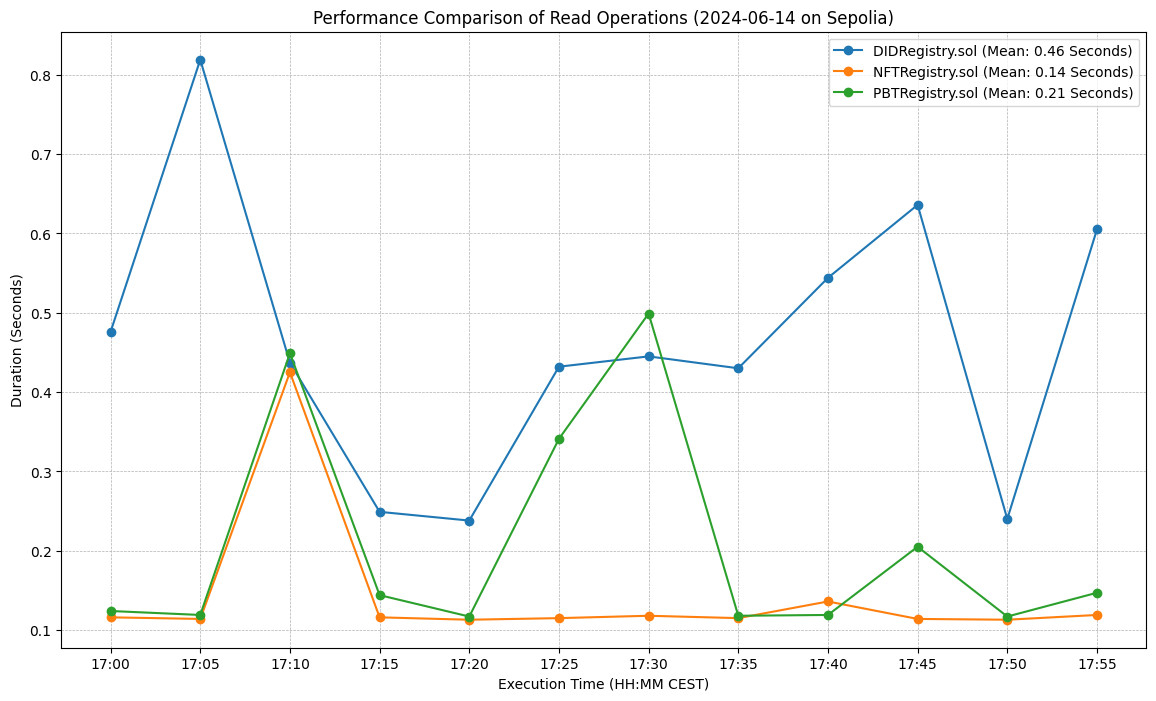 Performance Comparison of Read Operations (2024-06-14 on Sepolia)
DIDRegistry.sol (Mean: 0.46 Seconds)
NFTRegistry.sol (Mean: 0.14 Seconds)
PBTRegistry.sol (Mean: 0.21 Seconds)
Duration (Seconds)
0.8
0.7
0.6
0.5
0.4
0.3
0.2
0.1
17:00 17:05 17:10 17:15 17:20 17:25 17:30 17:35 17:40 17:45 17:50 17:55
Execution Time (HH:MM CEST)